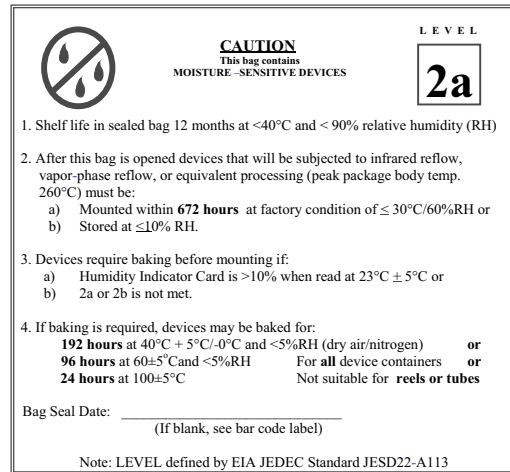 LEVEL
CAUTION
This bag contains
MOISTURE –SENSITIVE DEVICES
2a
1. Shelf life in sealed bag 12 months at <40°C and < 90% relative humidity (RH)
2. After this bag is opened devices that will be subjected to infrared reflow,
vapor-phase reflow, or equivalent processing (peak package body temp.
260°C) must be:
a) Mounted within 672 hours at factory condition of ≤ 30°C/60%RH or
b) Stored at ≤10% RH.
3. Devices require baking before mounting if:
a) Humidity Indicator Card is >10% when read at 23°C ± 5°C or
b) 2a or 2b is not met.
4. If baking is required, devices may be baked for:
192 hours at 40°C + 5°C/-0°C and <5%RH (dry air/nitrogen) or
96 hours at 60±5°Cand <5%RH For all device containers or
24 hours at 100±5°C Not suitable for reels or tubes
Bag Seal Date: ______________________________
(If blank, see bar code label)
Note: LEVEL defined by EIA JEDEC Standard JESD22-A113